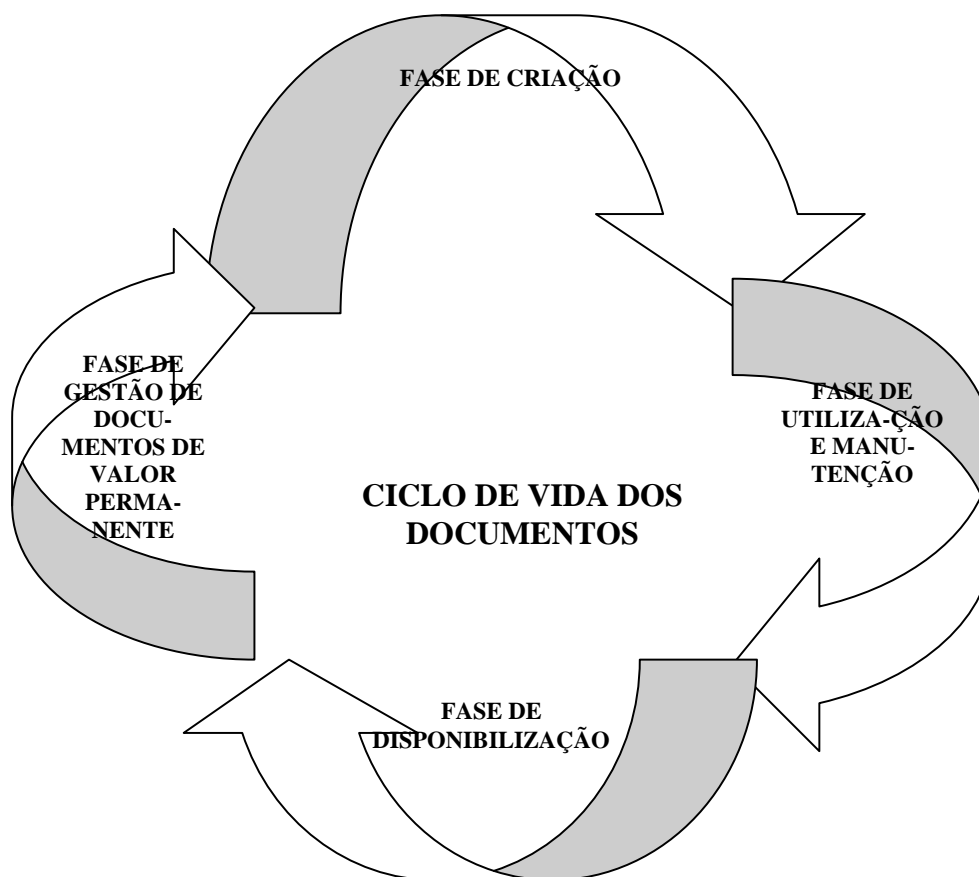 FASE DE CRIAÇÃO
FASE DE
GESTÃO DE
DOCU-
MENTOS DE
VALOR
PERMA-
NENTE
FASE DE
UTILIZA-ÇÃO
E MANU-
TENÇÃO
CICLO DE VIDA DOS
DOCUMENTOS
FASE DE
DISPONIBILIZAÇÃO